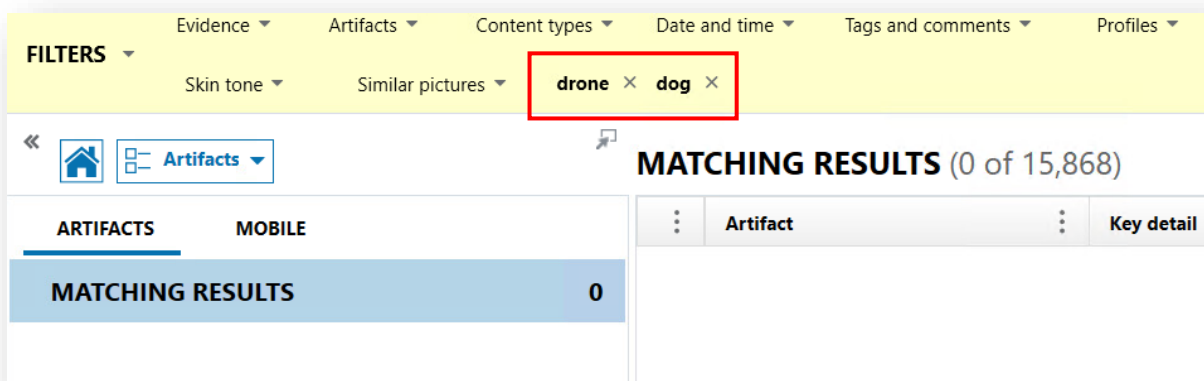 FILTERS
Evidence Artifacts Content types Date and time Tags and comments Profiles
Skin tone Similar pictures drone × dog ×
« Artifacts
ARTIFACTS MOBILE
MATCHING RESULTS 0
MATCHING RESULTS (0 of 15,868)
Artifact Key detail